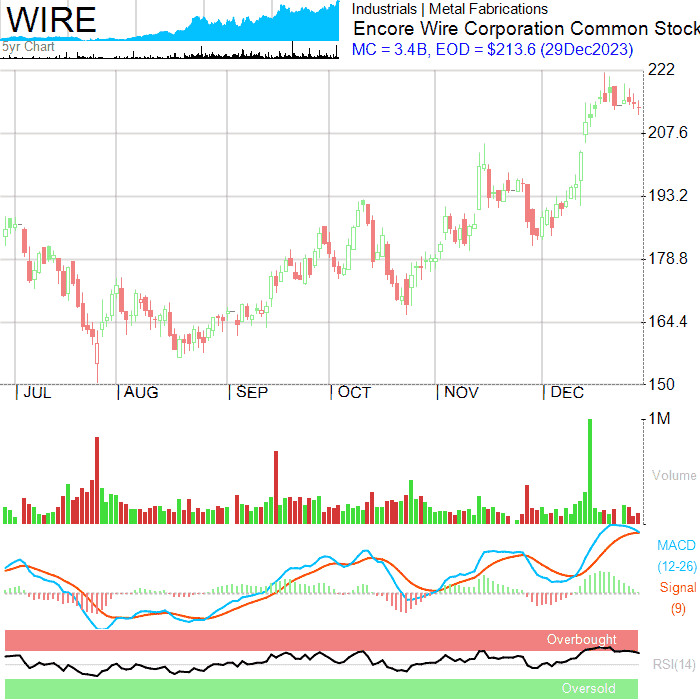 WIRE
5yr Chart
Industrials | Metal Fabrications
Encore Wire Corporation Common Stock
MC = 3.4B, EOD = $213.6 (29Dec2023)
222
207.6
193.2
178.8
164.4
150
JUL AUG SEP OCT NOV DEC
1M
Volume
MACD
(12-26)
Signal
(9)
Overbought
RSI(14)
Oversold